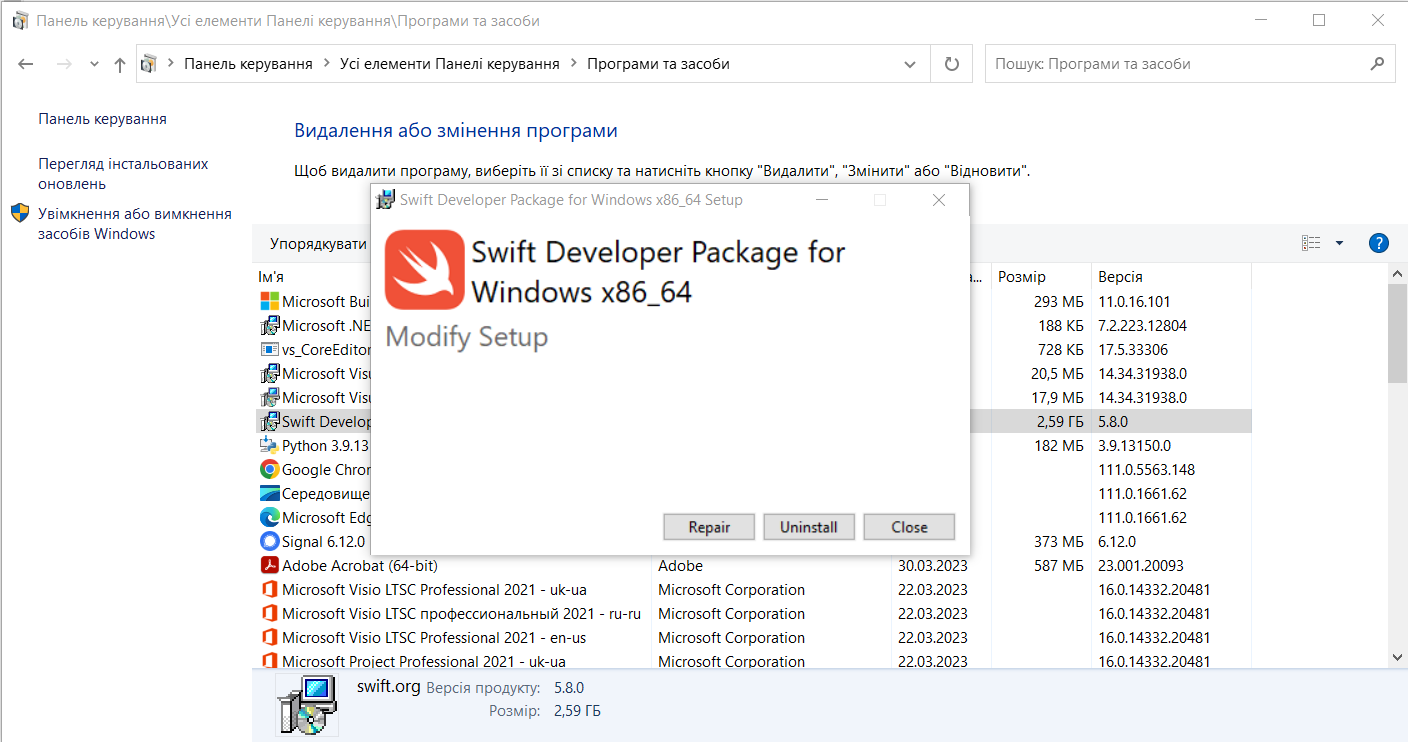 Панель керування\Усі елементи Панелі керування\Програми та засоби
Панель керування > Усі елементи Панелі керування > Програми та засоби
Пошук: Програми та засоби
Панель керування
Перегляд інстальованих
оновлень
Увімкнення або вимкнення
засобів Windows
Видалення або змінення програми
Щоб видалити програму, виберіть її зі списку та натисніть кнопку "Видалити", "Змінити" або "Відновити".
Swift Developer Package for Windows x86_64 Setup
Swift Developer Package for
Windows x86_64
Modify Setup
Repair Uninstall Close
Упорядкувати
Ім'я а... Розмір Версія
Microsoft Bui 293 МБ 11.0.16.101
Microsoft .NE 188 КБ 7.2.223.12804
vs_CoreEditor 728 КБ 17.5.33306
Microsoft Visu 20,5 МБ 14.34.31938.0
Microsoft Visu 17,9 МБ 14.34.31938.0
Swift Develop 2,59 ГБ 5.8.0
Python 3.9.13 182 МБ 3.9.13150.0
Google Chron 111.0.5563.148
Середовище 111.0.1661.62
Microsoft Edg 111.0.1661.62
Signal 6.12.0 373 МБ 6.12.0
Adobe Acrobat (64-bit) Adobe 30.03.2023 587 МБ 23.001.20093
Microsoft Visio LTSC Professional 2021 - uk-ua Microsoft Corporation 22.03.2023 16.0.14332.20481
Microsoft Visio LTSC профессиональный 2021 - ru-ru Microsoft Corporation 22.03.2023 16.0.14332.20481
Microsoft Visio LTSC Professional 2021 - en-us Microsoft Corporation 22.03.2023 16.0.14332.20481
Microsoft Project Professional 2021 - uk-ua Microsoft Corporation 22.03.2023 16.0.14332.20481
swift.org Версія продукту: 5.8.0
Розмір: 2,59 ГБ